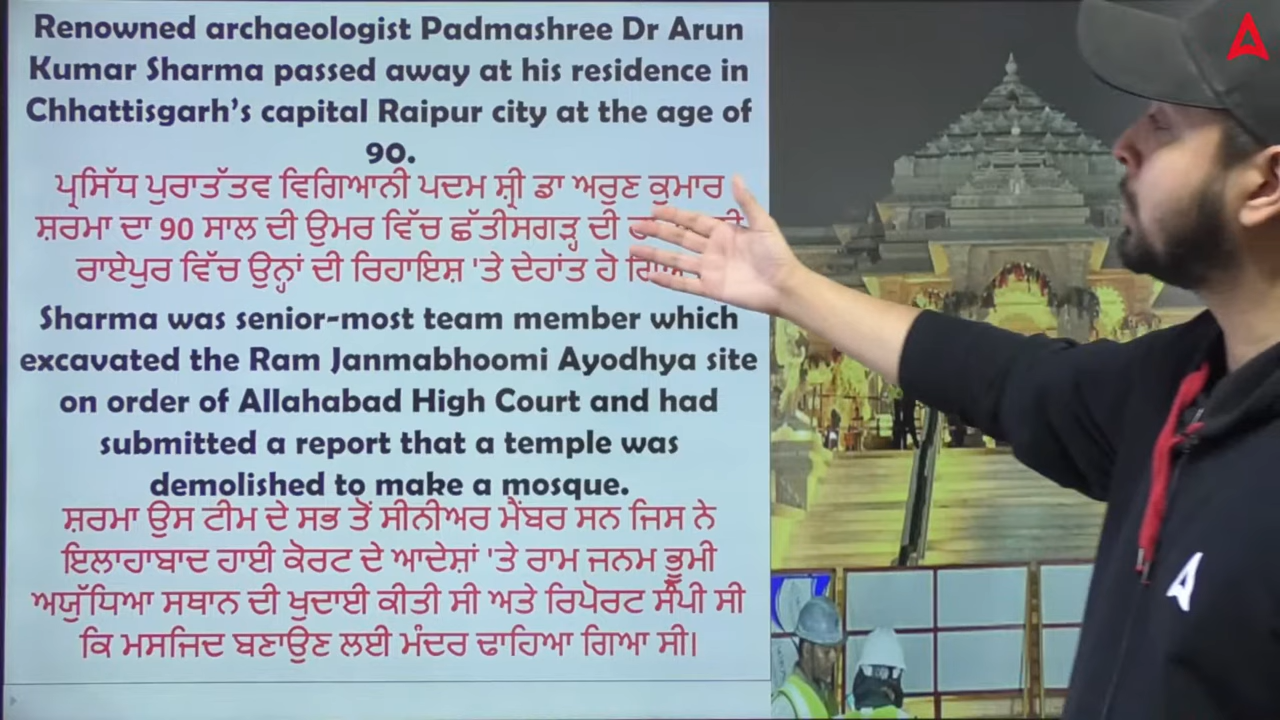 Renowned archaeologist Padmashree Dr Arun
Kumar Sharma passed away at his residence in
Chhattisgarh’s capital Raipur city at the age of
90.
ਪ੍ਰਸਿੱਧ ਪੁਰਾਤੱਤਵ ਵਿਗਿਆਨੀ ਪਦਮ ਸ਼੍ਰੀ ਡਾ ਅਰੁਣ ਕੁਮਾਰ
ਸ਼ਰਮਾ ਦਾ 90 ਸਾਲ ਦੀ ਉਮਰ ਵਿੱਚ ਛੱਤੀਸਗੜ੍ਹ ਦੀ
ਰਾਏਪੁਰ ਵਿੱਚ ਉਨ੍ਹਾਂ ਦੀ ਰਿਹਾਇਸ਼ 'ਤੇ ਦੇਹਾਂਤ ਹੋ
Sharma was senior-most team member which
excavated the Ram Janmabhoomi Ayodhya site
on order of Allahabad High Court and had
submitted a report that a temple was
demolished to make a mosque.
ਸ਼ਰਮਾ ਉਸ ਟੀਮ ਦੇ ਸਭ ਤੋਂ ਸੀਨੀਅਰ ਮੈਂਬਰ ਸਨ ਜਿਸ ਨੇ
ਇਲਾਹਾਬਾਦ ਹਾਈ ਕੋਰਟ ਦੇ ਆਦੇਸ਼ਾਂ 'ਤੇ ਰਾਮ ਜਨਮ ਭੂਮੀ
ਅਯੁੱਧਿਆ ਸਥਾਨ ਦੀ ਖੁਦਾਈ ਕੀਤੀ ਸੀ ਅਤੇ ਰਿਪੋਰਟ ਸੌਂਪੀ ਸੀ
ਕਿ ਮਸਜਿਦ ਬਣਾਉਣ ਲਈ ਮੰਦਰ ਢਾਹਿਆ ਗਿਆ ਸੀ।